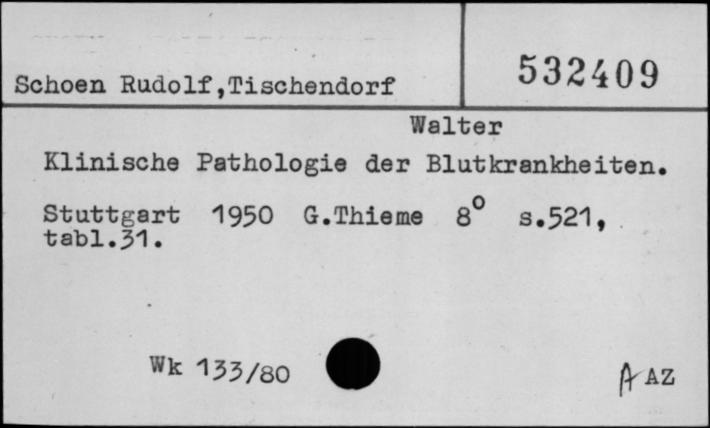 532409
Schoen Rudolf,Tischendorf
Walter
Klinische Pathologie der Blutkrankheiten.
Stuttgart 1950 G.Thieme 8° s.521,
tabl.31.
Wk 133/80
A AZ